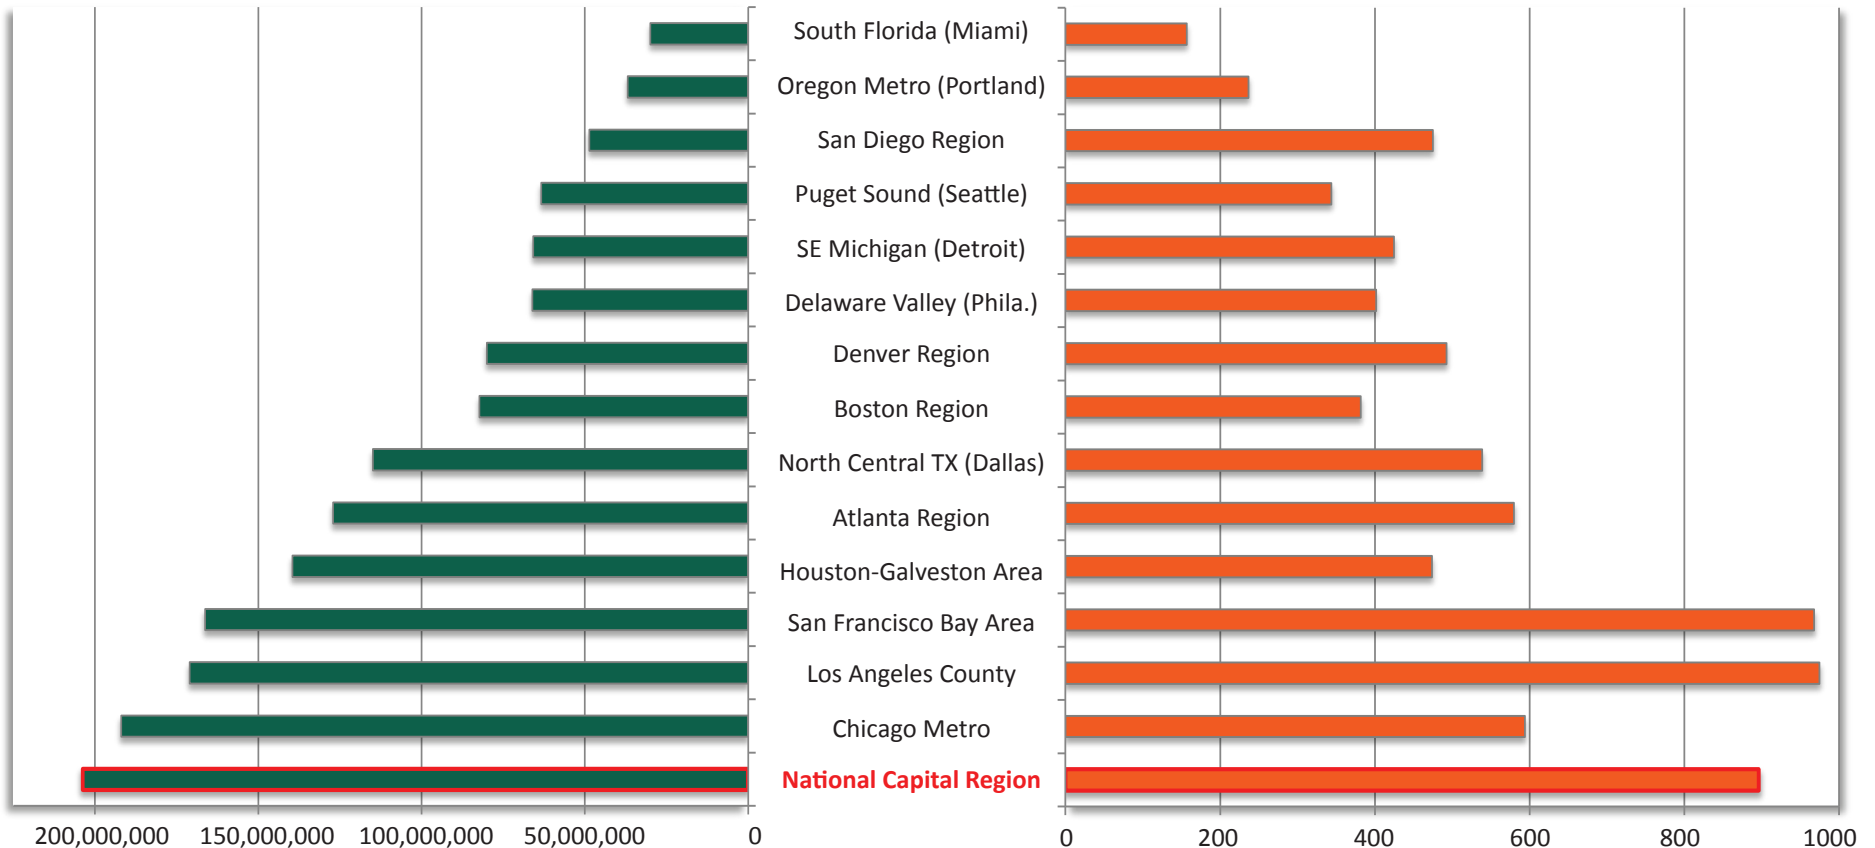 South Florida (Miami)
Oregon Metro (Portland)
San Diego Region
Puget Sound (Seattle)
SE Michigan (Detroit)
Delaware Valley (Phila.)
Denver Region
Boston Region
North Central TX (Dallas)
Atlanta Region
Houston-Galveston Area
San Francisco Bay Area
Los Angeles County
Chicago Metro
National Capital Region
200,000,000 150,000,000 100,000,000 50,000,000 0 0 200 400 600 800 1000